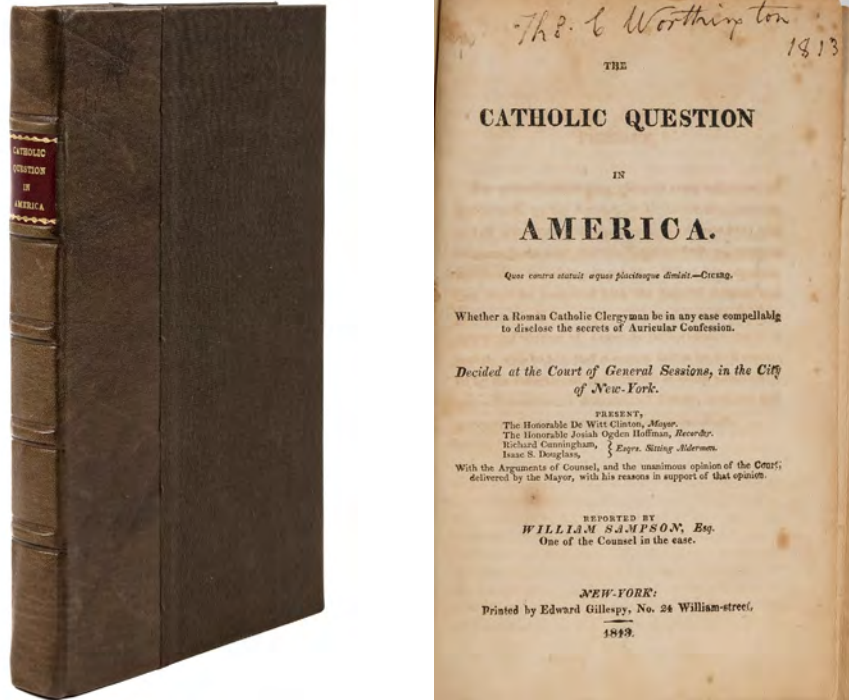 CATHOLIC
QUESTION
IN
AMERICA
Ths. C Worthington
1813
THE
CATHOLIC QUESTION
IN
AMERICA.
Quos contra statuit æquos placatosque dimisit.—CICERO.
Whether a Roman Catholic Clergyman be in any case compellable
to disclose the secrets of Auricular Confession.
Decided at the Court of General Sessions, in the City
of New-York.
PRESENT,
The Honorable De Witt Clinton, Mayor.
The Honorable Josiah Ogden Hoffman, Recorder.
Richard Cunningham,
Isaac S. Douglass,
} Esqrs. Sitting Aldermen.
With the Arguments of Counsel, and the unanimous opinion of the Court,
delivered by the Mayor, with his reasons in support of that opinion.
REPORTED BY
WILLIAM SAMPSON, Esq.
One of the Counsel in the case.
NEW-YORK:
Printed by Edward Gillespy, No. 24 William-street.
1813.